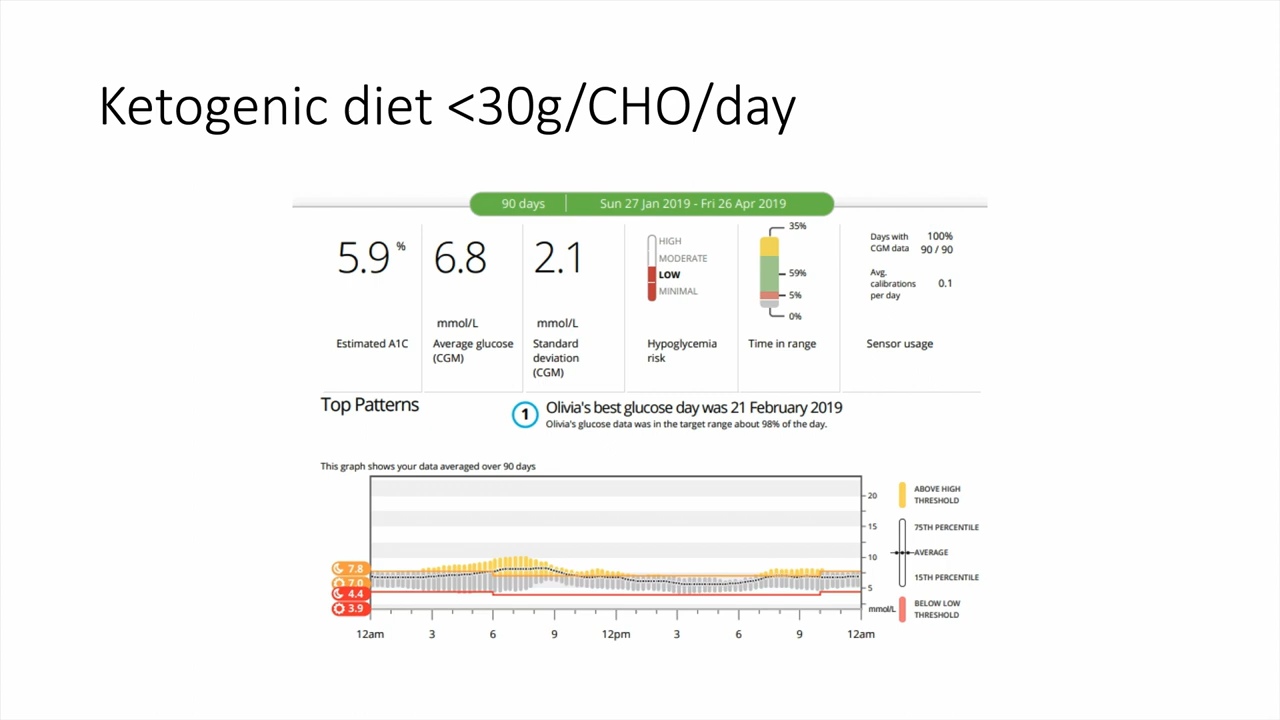 Ketogenic diet <30g/CHO/day
90 days Sun 27 Jan 2019 - Fri 26 Apr 2019
5.9 %
Estimated A1C
6.8
mmol/L
Average glucose
(CGM)
2.1
mmol/L
Standard
deviation
(CGM)
HIGH
MODERATE
LOW
MINIMAL
Hypoglycemia
risk
35%
59%
5%
0%
Time in range
Days with
CGM data
100%
90 / 90
Avg.
calibrations
per day
0.1
Sensor usage
Top Patterns
1
Olivia's best glucose day was 21 February 2019
Olivia's glucose data was in the target range about 98% of the day.
This graph shows your data averaged over 90 days
20
15
10
5
mmol/L
7.8
7.0
4.4
3.9
12am 3 6 9 12pm 3 6 9 12am
ABOVE HIGH
THRESHOLD
75TH PERCENTILE
AVERAGE
15TH PERCENTILE
BELOW LOW
THRESHOLD